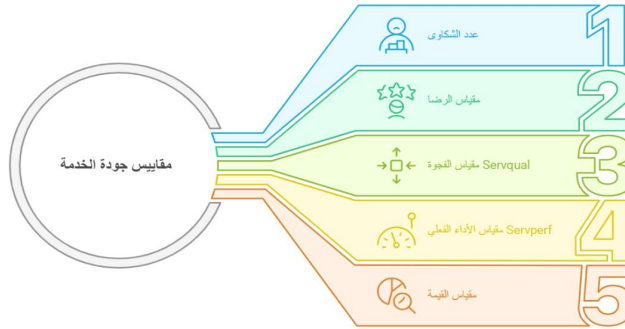 مقاييس جودة الخدمة
1
عدد الشكاوى
2
مقياس الرضا
3
مقياس الفجوة Servqual
4
مقياس الأداء الفعلي Servperf
5
مقياس القيمة